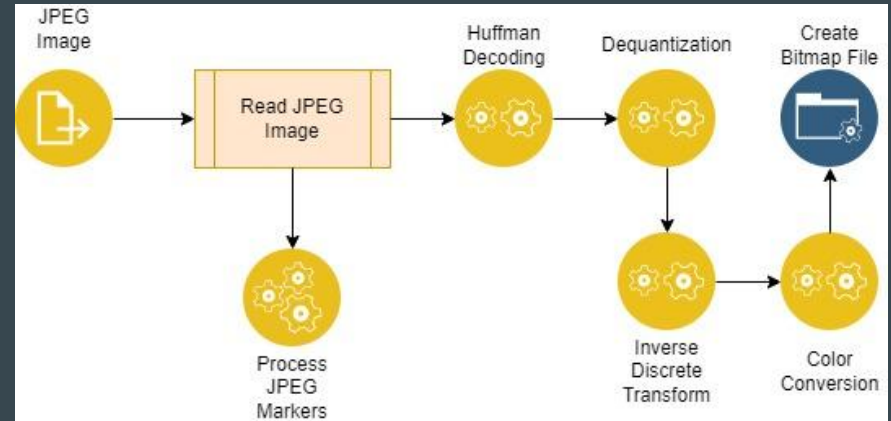 JPEG
Image
Read JPEG
Image
Huffman
Decoding
Dequantization
Create
Bitmap File
Process
JPEG
Markers
Inverse
Discrete
Transform
Color
Conversion